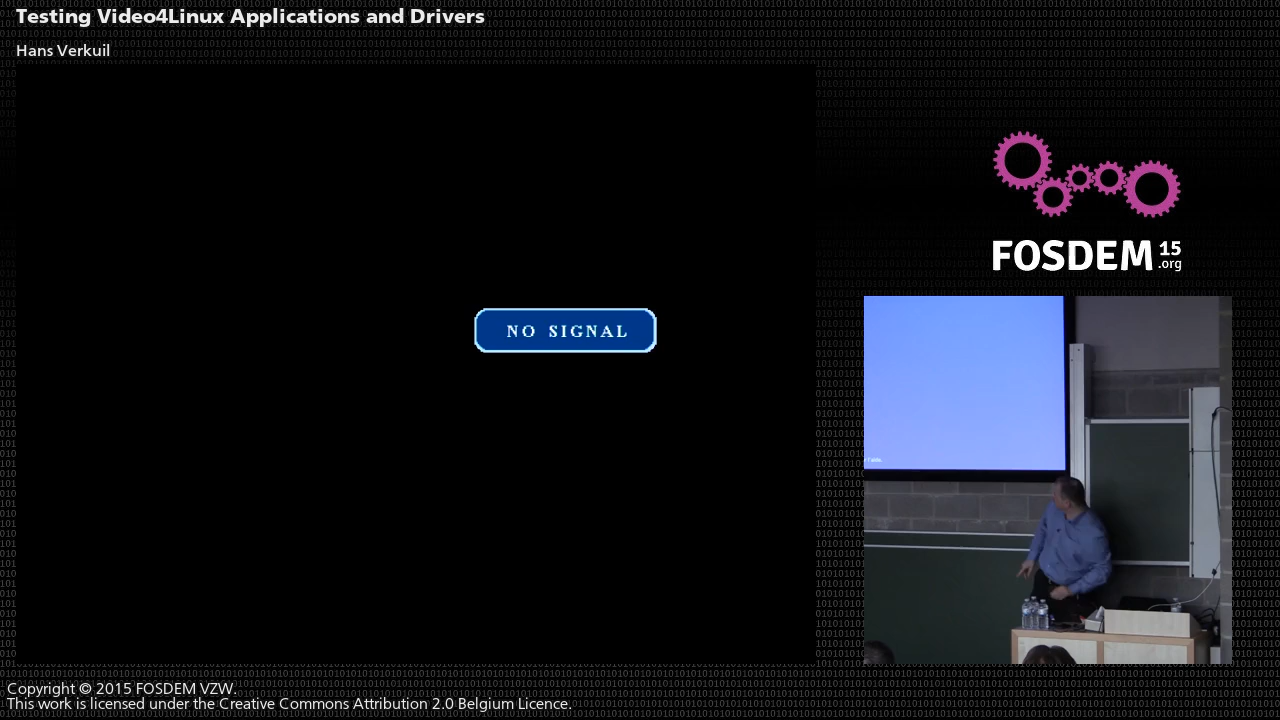 Testing Video4Linux Applications and Drivers
Hans Verkuil
NO SIGNAL
FOSDEM 15
.org
Copyright © 2015 FOSDEM VZW.
This work is licensed under the Creative Commons Attribution 2.0 Belgium Licence.